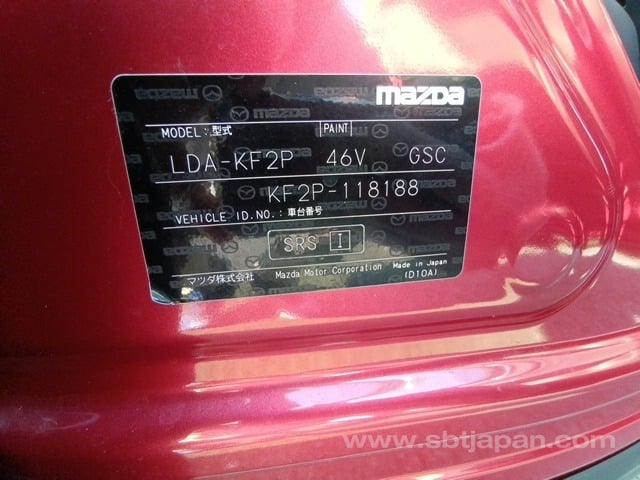 mazda
MODEL:型式 PAINT
LDA-KF2P 46V GSC
KF2P-118188
VEHICLE ID.NO.:車台番号
SRS I
マツダ株式会社 Mazda Motor Corporation Made in Japan
(D10A)
www.sbtjapan.com